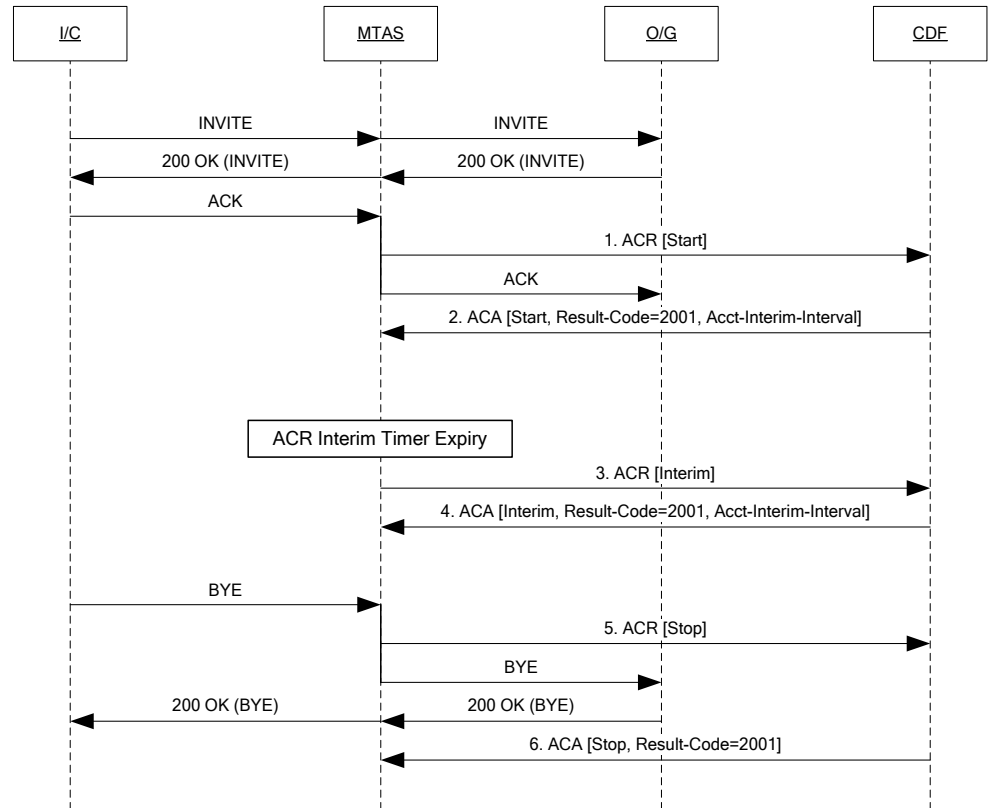 I/C
MTAS
O/G
CDF
INVITE
INVITE
200 OK (INVITE)
200 OK (INVITE)
ACK
1. ACR [Start]
ACK
2. ACA [Start, Result-Code=2001, Acct-Interim-Interval]
ACR Interim Timer Expiry
3. ACR [Interim]
4. ACA [Interim, Result-Code=2001, Acct-Interim-Interval]
BYE
5. ACR [Stop]
BYE
200 OK (BYE)
200 OK (BYE)
6. ACA [Stop, Result-Code=2001]